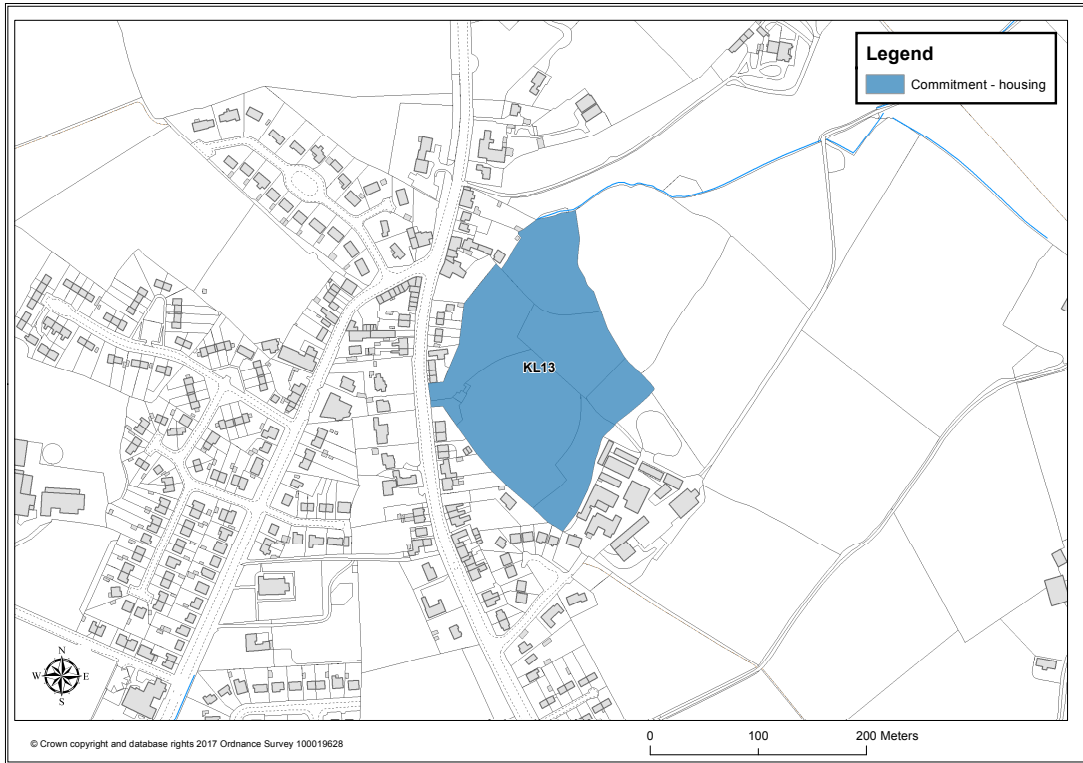 Legend
Commitment - housing
KL13
N
W E
S
© Crown copyright and database rights 2017 Ordnance Survey 100019628
0 100 200 Meters